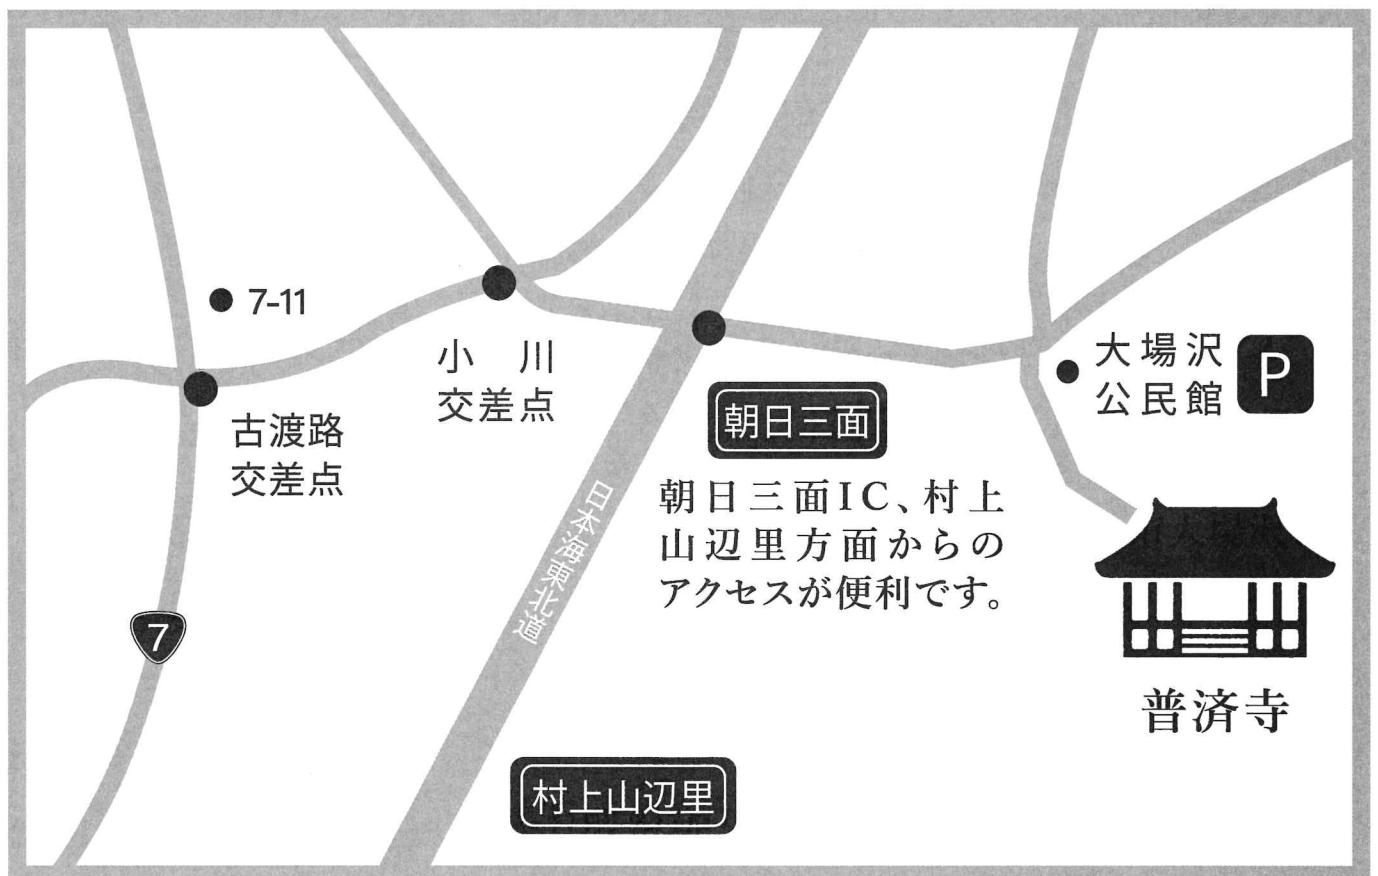 7-11
小川
交差点
古渡路
交差点
大場沢
公民館
P
朝日三面
朝日三面IC、村上
山辺里方面からの
アクセスが便利です。
日本海東北道
7
普済寺
村上山辺里